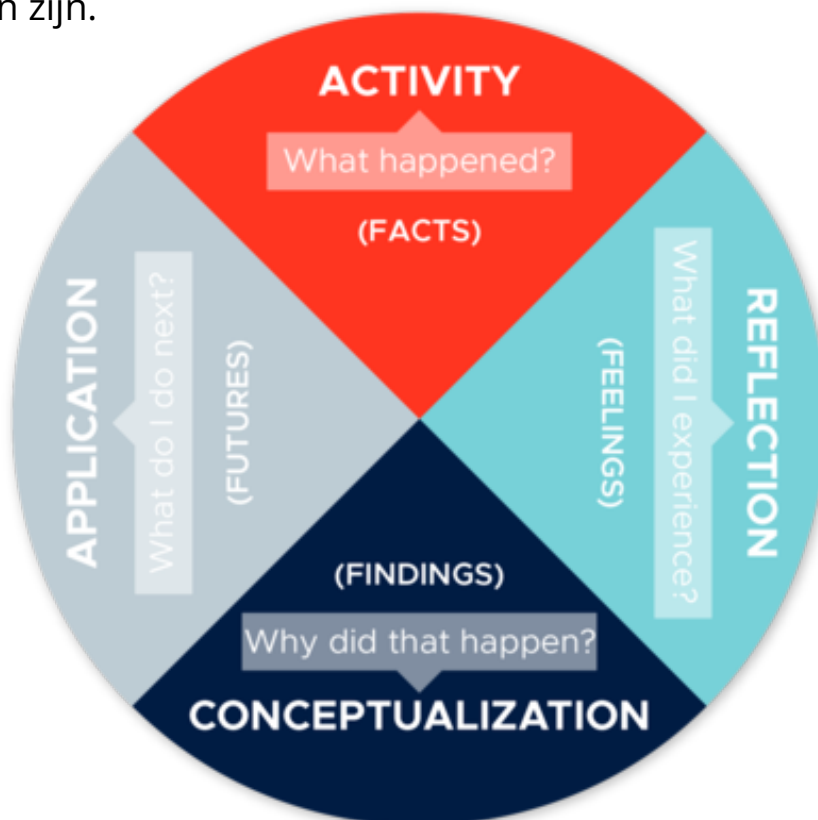 n zijn.
ACTIVITY
What happened?
(FACTS)
REFLECTION
What did I experience?
(FEELINGS)
(FINDINGS)
Why did that happen?
CONCEPTUALIZATION
APPLICATION
What do I do next?
(FUTURES)